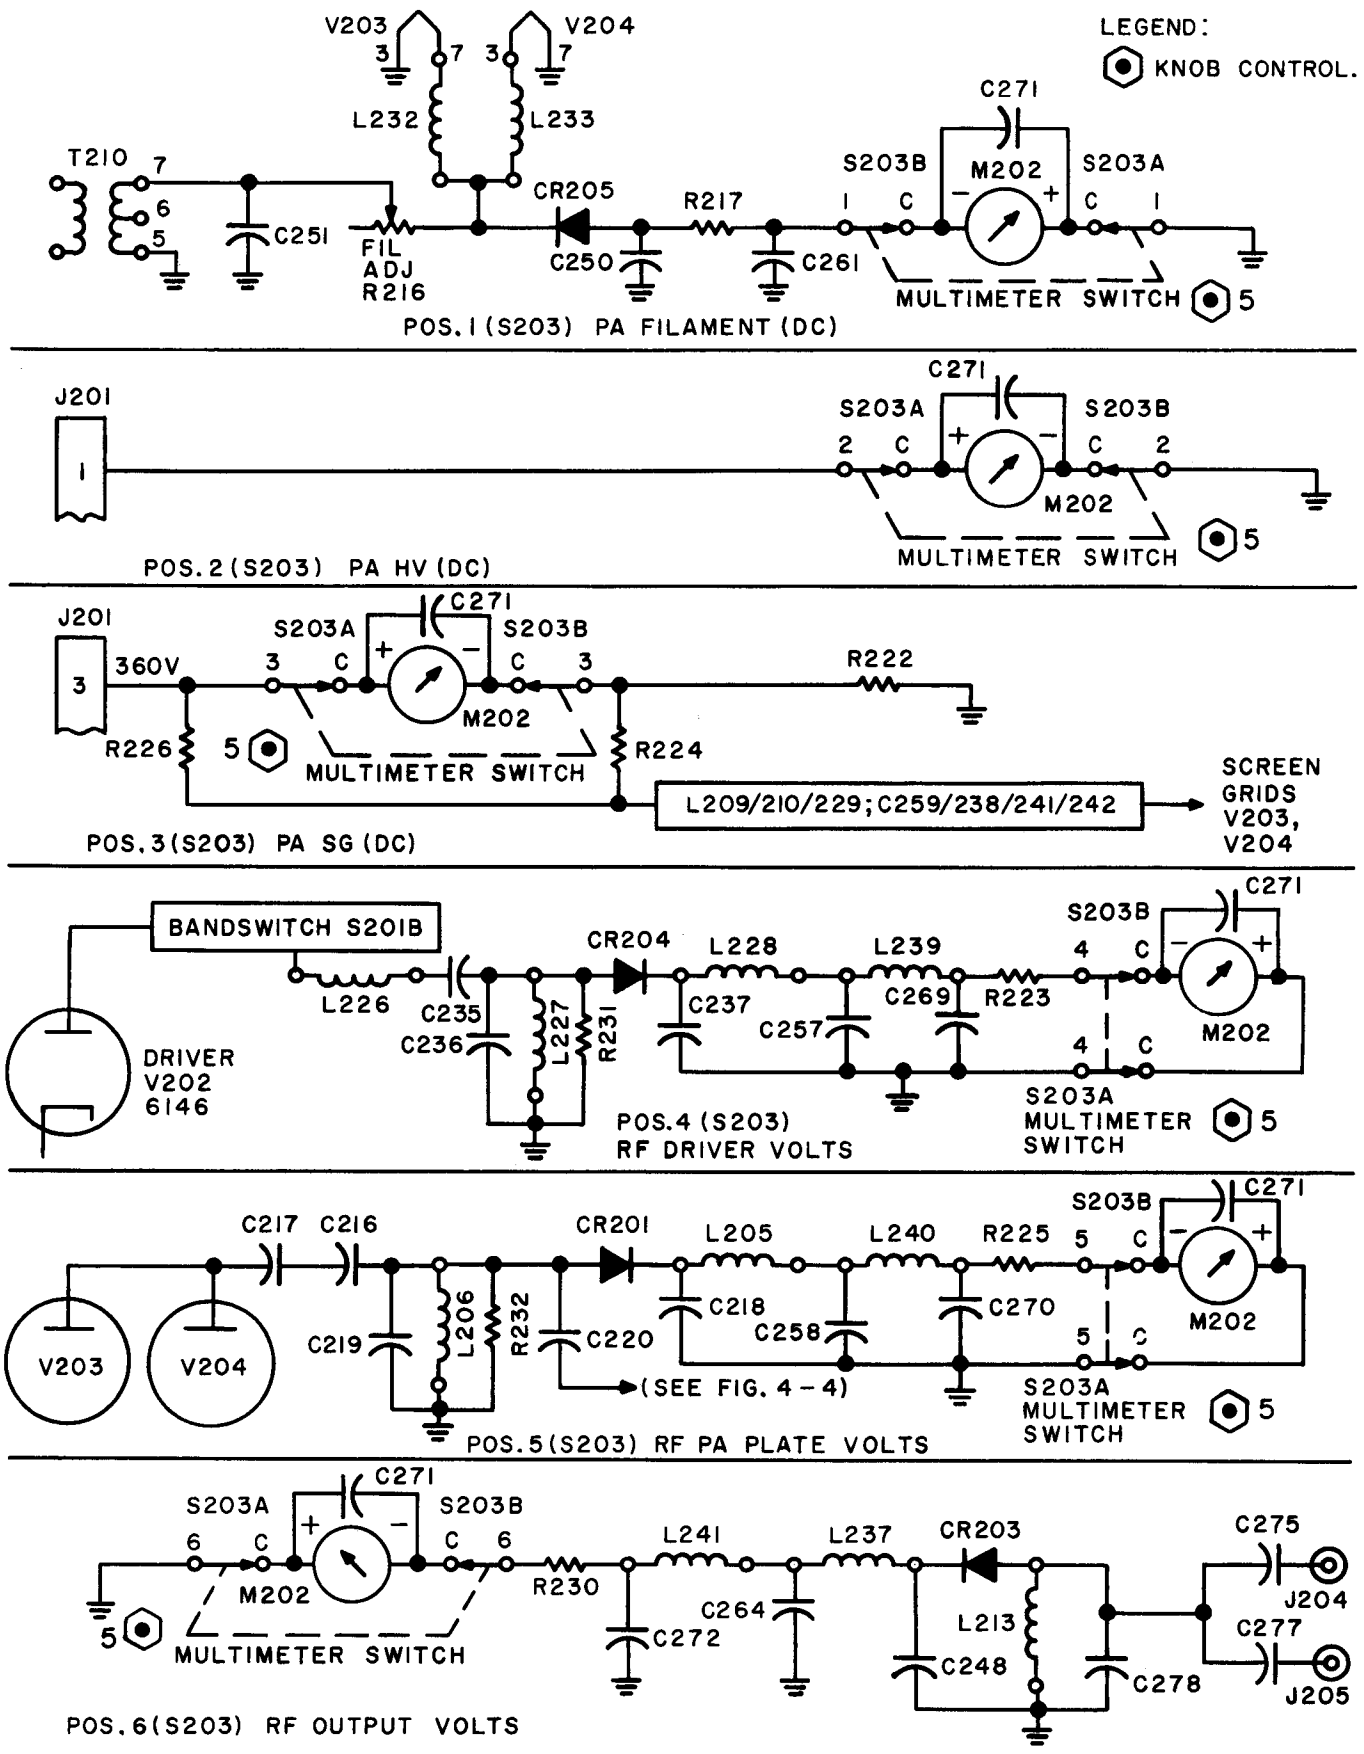 LEGEND:
KNOB CONTROL.
V203
V204
3
7
3
7
L232
L233
C271
T210
7
6
5
C251
FIL
ADJ
R216
CR205
C250
R217
C261
S203B
1
C
M202
-
+
S203A
C
1
MULTIMETER SWITCH
5
POS.1(S203) PA FILAMENT (DC)
J201
1
C271
S203A
2
C
+
-
S203B
C
2
M202
MULTIMETER SWITCH
5
POS.2(S203) PA HV (DC)
J201
3
360V
S203A
3
C
C271
+
-
S203B
C
3
M202
R226
5
MULTIMETER SWITCH
R224
R222
L209/210/229;C259/238/241/242
SCREEN
GRIDS
V203,
V204
POS.3(S203) PA SG (DC)
BANDSWITCH S201B
DRIVER
V202
6146
L226
C235
C236
L227
R231
CR204
C237
L228
C257
L239
C269
R223
S203B
4
C
C271
-
+
M202
4
C
S203A
MULTIMETER
SWITCH
5
POS.4(S203)
RF DRIVER VOLTS
V203
V204
C217
C216
C219
L206
R232
C220
(SEE FIG. 4-4)
CR201
C218
L205
C258
L240
C270
R225
S203B
5
C
C271
-
+
M202
5
C
S203A
MULTIMETER
SWITCH
5
POS.5(S203) RF PA PLATE VOLTS
S203A
6
C
C271
+
-
S203B
C
6
M202
5
MULTIMETER SWITCH
R230
C272
L241
C264
L237
CR203
C248
L213
C278
C275
J204
C277
J205
POS.6(S203) RF OUTPUT VOLTS